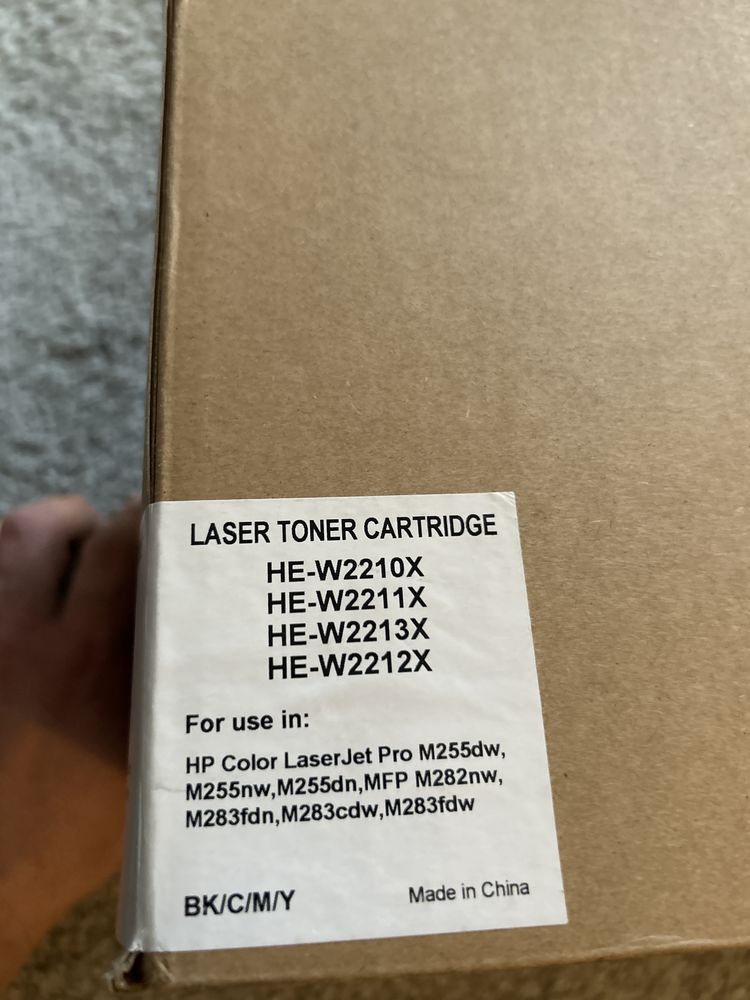 LASER TONER CARTRIDGE
HE-W2210X
HE-W2211X
HE-W2213X
HE-W2212X
For use in:
HP Color LaserJet Pro M255dw,
M255nw,M255dn,MFP M282nw,
M283fdn,M283cdw,M283fdw
BK/C/M/Y Made in China